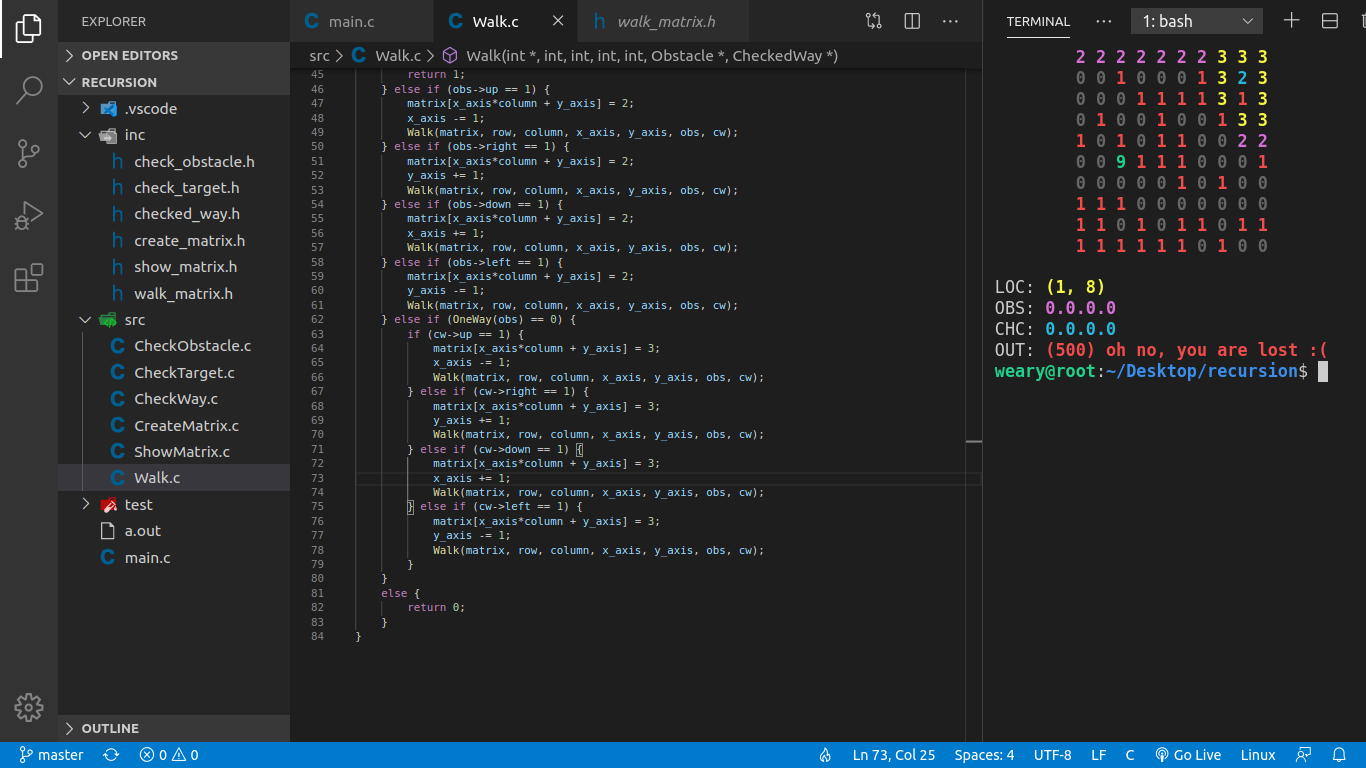 EXPLORER
OPEN EDITORS
RECURSION
.vscode
inc
h check_obstacle.h
h check_target.h
h checked_way.h
h create_matrix.h
h show_matrix.h
h walk_matrix.h
src
C CheckObstacle.c
C CheckTarget.c
C CheckWay.c
C CreateMatrix.c
C ShowMatrix.c
C Walk.c
test
a.out
C main.c
OUTLINE
C main.c
C Walk.c
h walk_matrix.h
src > C Walk.c > Walk(int *, int, int, int, int, Obstacle *, CheckedWay *)
45 return 1;
46 } else if (obs->up == 1) {
47 matrix[x_axis*column + y_axis] = 2;
48 x_axis -= 1;
49 Walk(matrix, row, column, x_axis, y_axis, obs, cw);
50 } else if (obs->right == 1) {
51 matrix[x_axis*column + y_axis] = 2;
52 y_axis += 1;
53 Walk(matrix, row, column, x_axis, y_axis, obs, cw);
54 } else if (obs->down == 1) {
55 matrix[x_axis*column + y_axis] = 2;
56 x_axis += 1;
57 Walk(matrix, row, column, x_axis, y_axis, obs, cw);
58 } else if (obs->left == 1) {
59 matrix[x_axis*column + y_axis] = 2;
60 y_axis -= 1;
61 Walk(matrix, row, column, x_axis, y_axis, obs, cw);
62 } else if (OneWay(obs) == 0) {
63 if (cw->up == 1) {
64 matrix[x_axis*column + y_axis] = 3;
65 x_axis -= 1;
66 Walk(matrix, row, column, x_axis, y_axis, obs, cw);
67 } else if (cw->right == 1) {
68 matrix[x_axis*column + y_axis] = 3;
69 y_axis += 1;
70 Walk(matrix, row, column, x_axis, y_axis, obs, cw);
71 } else if (cw->down == 1) {
72 matrix[x_axis*column + y_axis] = 3;
73 x_axis += 1;
74 Walk(matrix, row, column, x_axis, y_axis, obs, cw);
75 } else if (cw->left == 1) {
76 matrix[x_axis*column + y_axis] = 3;
77 y_axis -= 1;
78 Walk(matrix, row, column, x_axis, y_axis, obs, cw);
79 }
80 }
81 else {
82 return 0;
83 }
84 }
TERMINAL
1: bash
2 2 2 2 2 2 2 3 3 3
0 0 1 0 0 0 1 3 2 3
0 0 0 1 1 1 1 3 1 3
0 1 0 0 1 0 0 1 3 3
1 0 1 0 1 1 0 0 2 2
0 0 9 1 1 1 0 0 0 1
0 0 0 0 0 1 0 1 0 0
1 1 1 0 0 0 0 0 0 0
1 1 0 1 0 1 1 0 1 1
1 1 1 1 1 1 0 1 0 0
LOC: (1, 8)
OBS: 0.0.0.0
CHC: 0.0.0.0
OUT: (500) oh no, you are lost :(
weary@root:~/Desktop/recursion$
master
0 0
Ln 73, Col 25
Spaces: 4
UTF-8
LF
C
Go Live
Linux